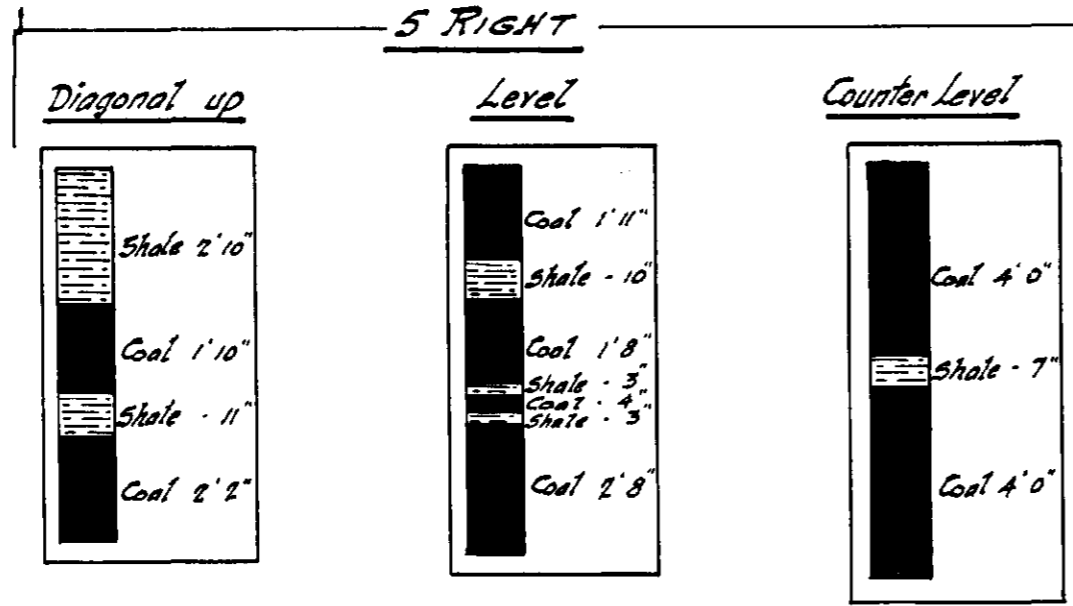 5 RIGHT
Diagonal up
Shale 2'10"
Coal 1'10"
Shale - 11"
Coal 2'2"
Level
Coal 1'11"
Shale - 10"
Coal 1'8"
Shale - 3"
Coal - 4"
Shale - 3"
Coal 2'8"
Counter Level
Coal 4'0"
Shale - 7"
Coal 4'0"